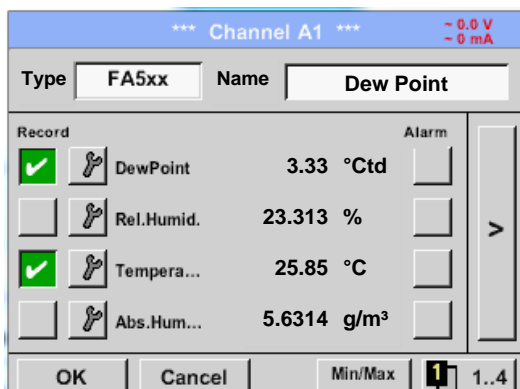 *** Channel A1 ***
~ 0.0 V
~ 0 mA
Type FA5xx Name Dew Point
Record Alarm
DewPoint 3.33 °Ctd
Rel.Humid. 23.313 %
Tempera... 25.85 °C
Abs.Hum... 5.6314 g/m³
>
OK Cancel Min/Max 1 1..4